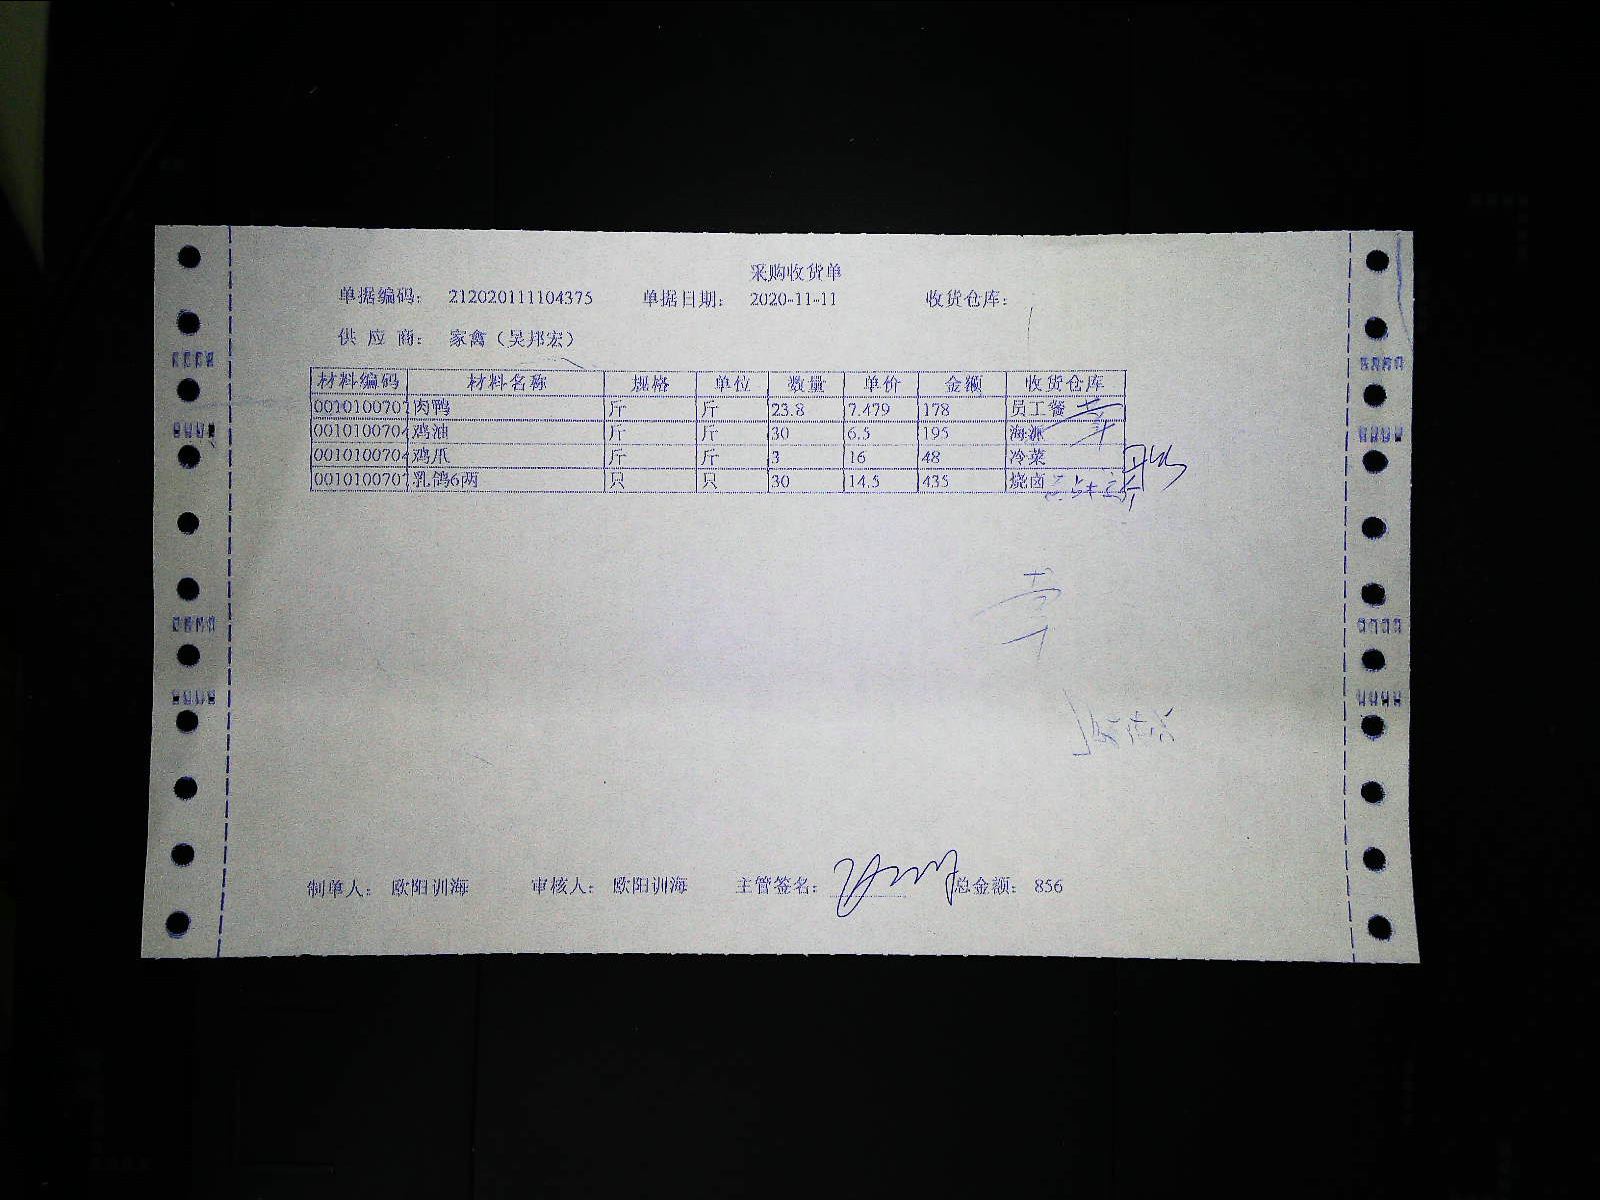 采购收货单
单据编码： 212020111104375 单据日期： 2020-11-11 收货仓库：
供 应 商： 家禽（吴邦宏）
材料编码 材料名称 规格 单位 数量 单价 金额 收货仓库
0010100707 肉鸭 斤 斤 23.8 7.479 178 员工餐
001010070 鸡油 斤 斤 30 6.5 195 海派
001010070 鸡爪 斤 斤 3 16 48 冷菜
001010070 乳鸽6两 只 只 30 14.5 435 烧卤
制单人： 欧阳训海 审核人： 欧阳训海 主管签名： 总金额： 856